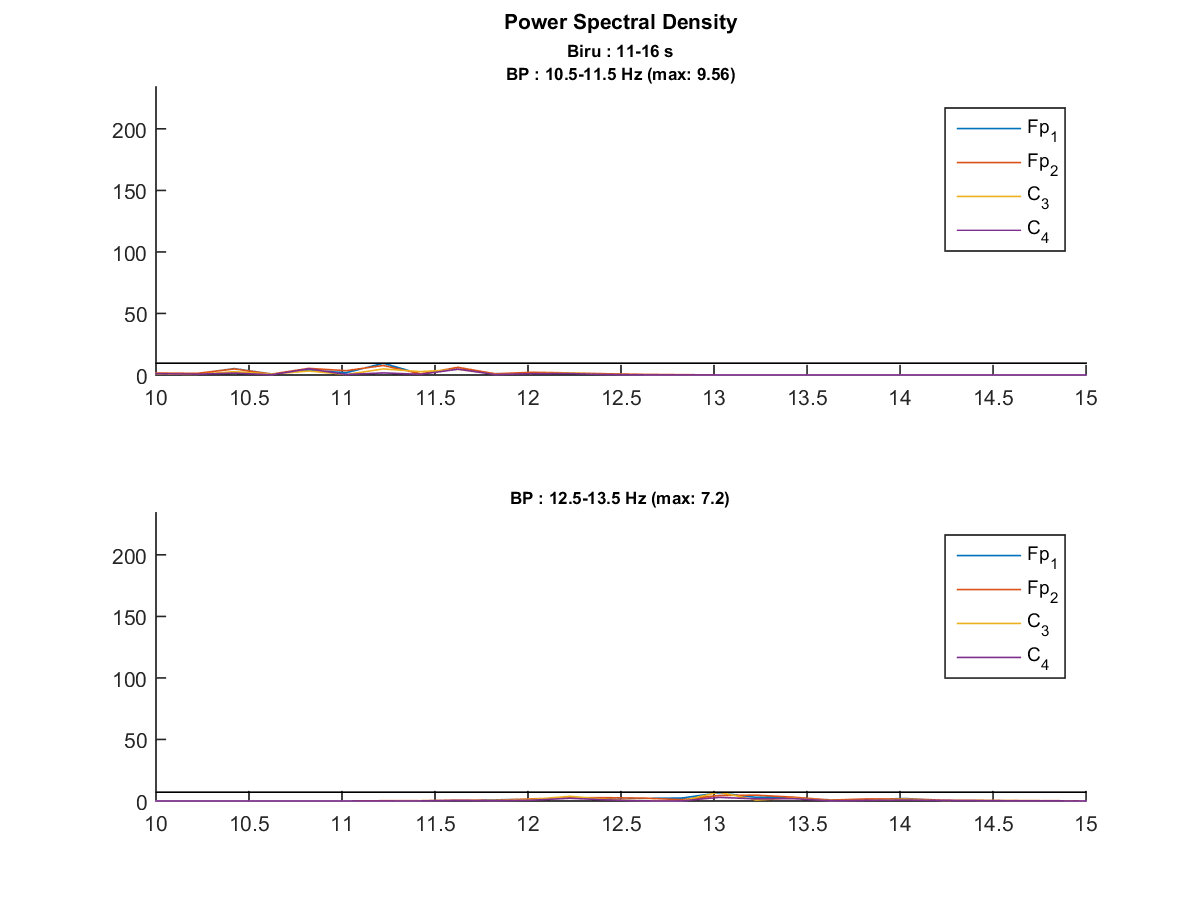 Power Spectral Density
Biru : 11-16 s
BP : 10.5-11.5 Hz (max: 9.56)
200
150
100
50
0
10 10.5 11 11.5 12 12.5 13 13.5 14 14.5 15
Fp1
Fp2
C3
C4
BP : 12.5-13.5 Hz (max: 7.2)
200
150
100
50
0
10 10.5 11 11.5 12 12.5 13 13.5 14 14.5 15
Fp1
Fp2
C3
C4